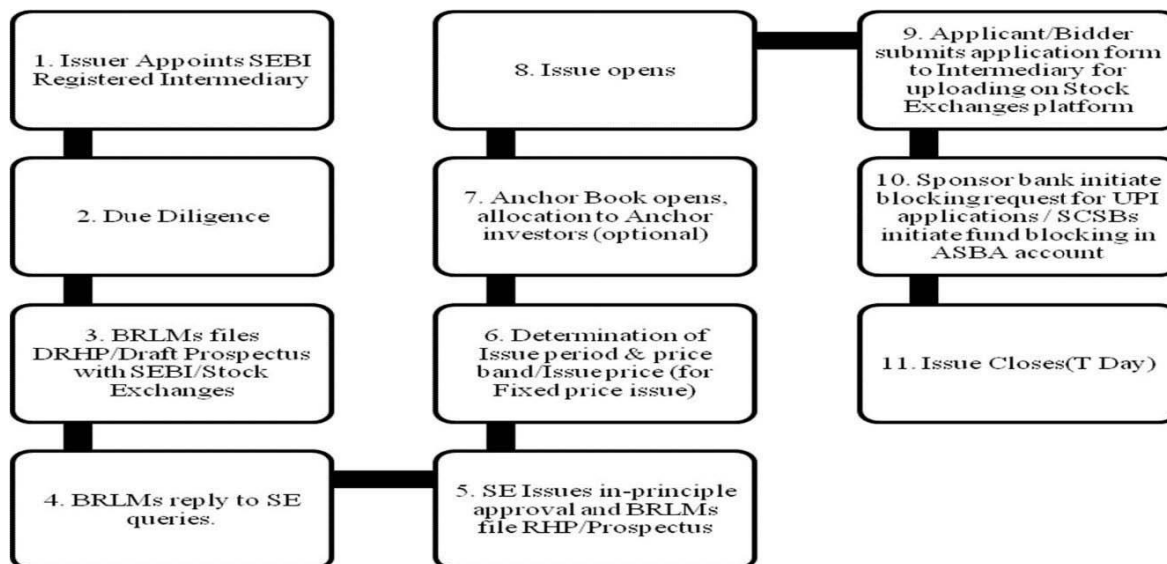 1. Issuer Appoints SEBI
Registered Intermediary
2. Due Diligence
3. BRLMs files
DRHP/Draft Prospectus
with SEBI/Stock
Exchanges
4. BRLMs reply to SE
queries.
5. SE Issues in-principle
approval and BRLMs
file RHP/Prospectus
6. Determination of
Issue period & price
band/Issue price (for
Fixed price issue)
7. Anchor Book opens,
allocation to Anchor
investors (optional)
8. Issue opens
9. Applicant/Bidder
submits application form
to Intermediary for
uploading on Stock
Exchanges platform
10. Sponsor bank initiate
blocking request for UPI
applications / SCSBs
initiate fund blocking in
ASBA account
11. Issue Closes(T Day)